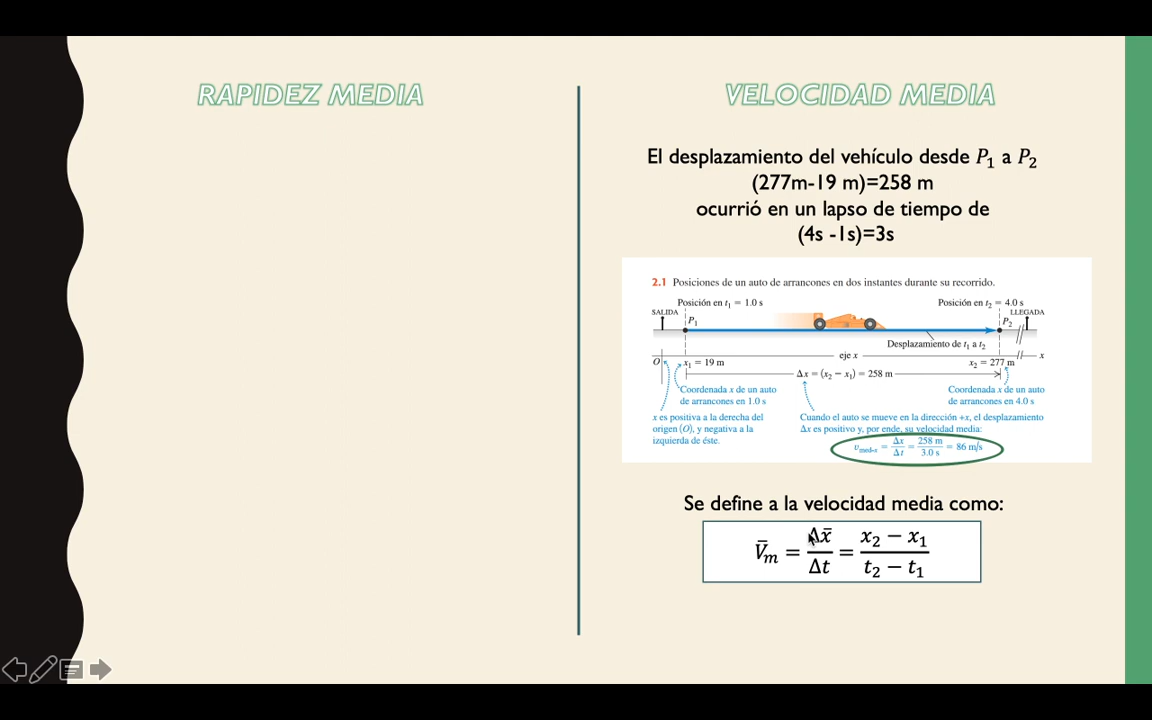 RAPIDEZ MEDIA
VELOCIDAD MEDIA
El desplazamiento del vehículo desde P₁ a P₂
(277m-19 m)=258 m
ocurrió en un lapso de tiempo de
(4s -1s)=3s
2.1 Posiciones de un auto de arrancones en dos instantes durante su recorrido.
Posición en t₁ = 1.0 s
Posición en t₂ = 4.0 s
SALIDA
LLEGADA
P₁
P₂
Desplazamiento de t₁ a t₂
eje x
x
O
x₁ = 19 m
x₂ = 277 m
Δx = (x₂ − x₁) = 258 m
Coordenada x de un auto
de arrancones en 1.0 s
Coordenada x de un auto
de arrancones en 4.0 s
x es positiva a la derecha del
origen (O), y negativa a la
izquierda de éste.
Cuando el auto se mueve en la dirección +x, el desplazamiento
Δx es positivo y, por ende, su velocidad media:
v_med-x = Δx/Δt = 258 m/3.0 s = 86 m/s
Se define a la velocidad media como:
V̄ₘ = Δx̄/Δt = (x₂ − x₁)/(t₂ − t₁)